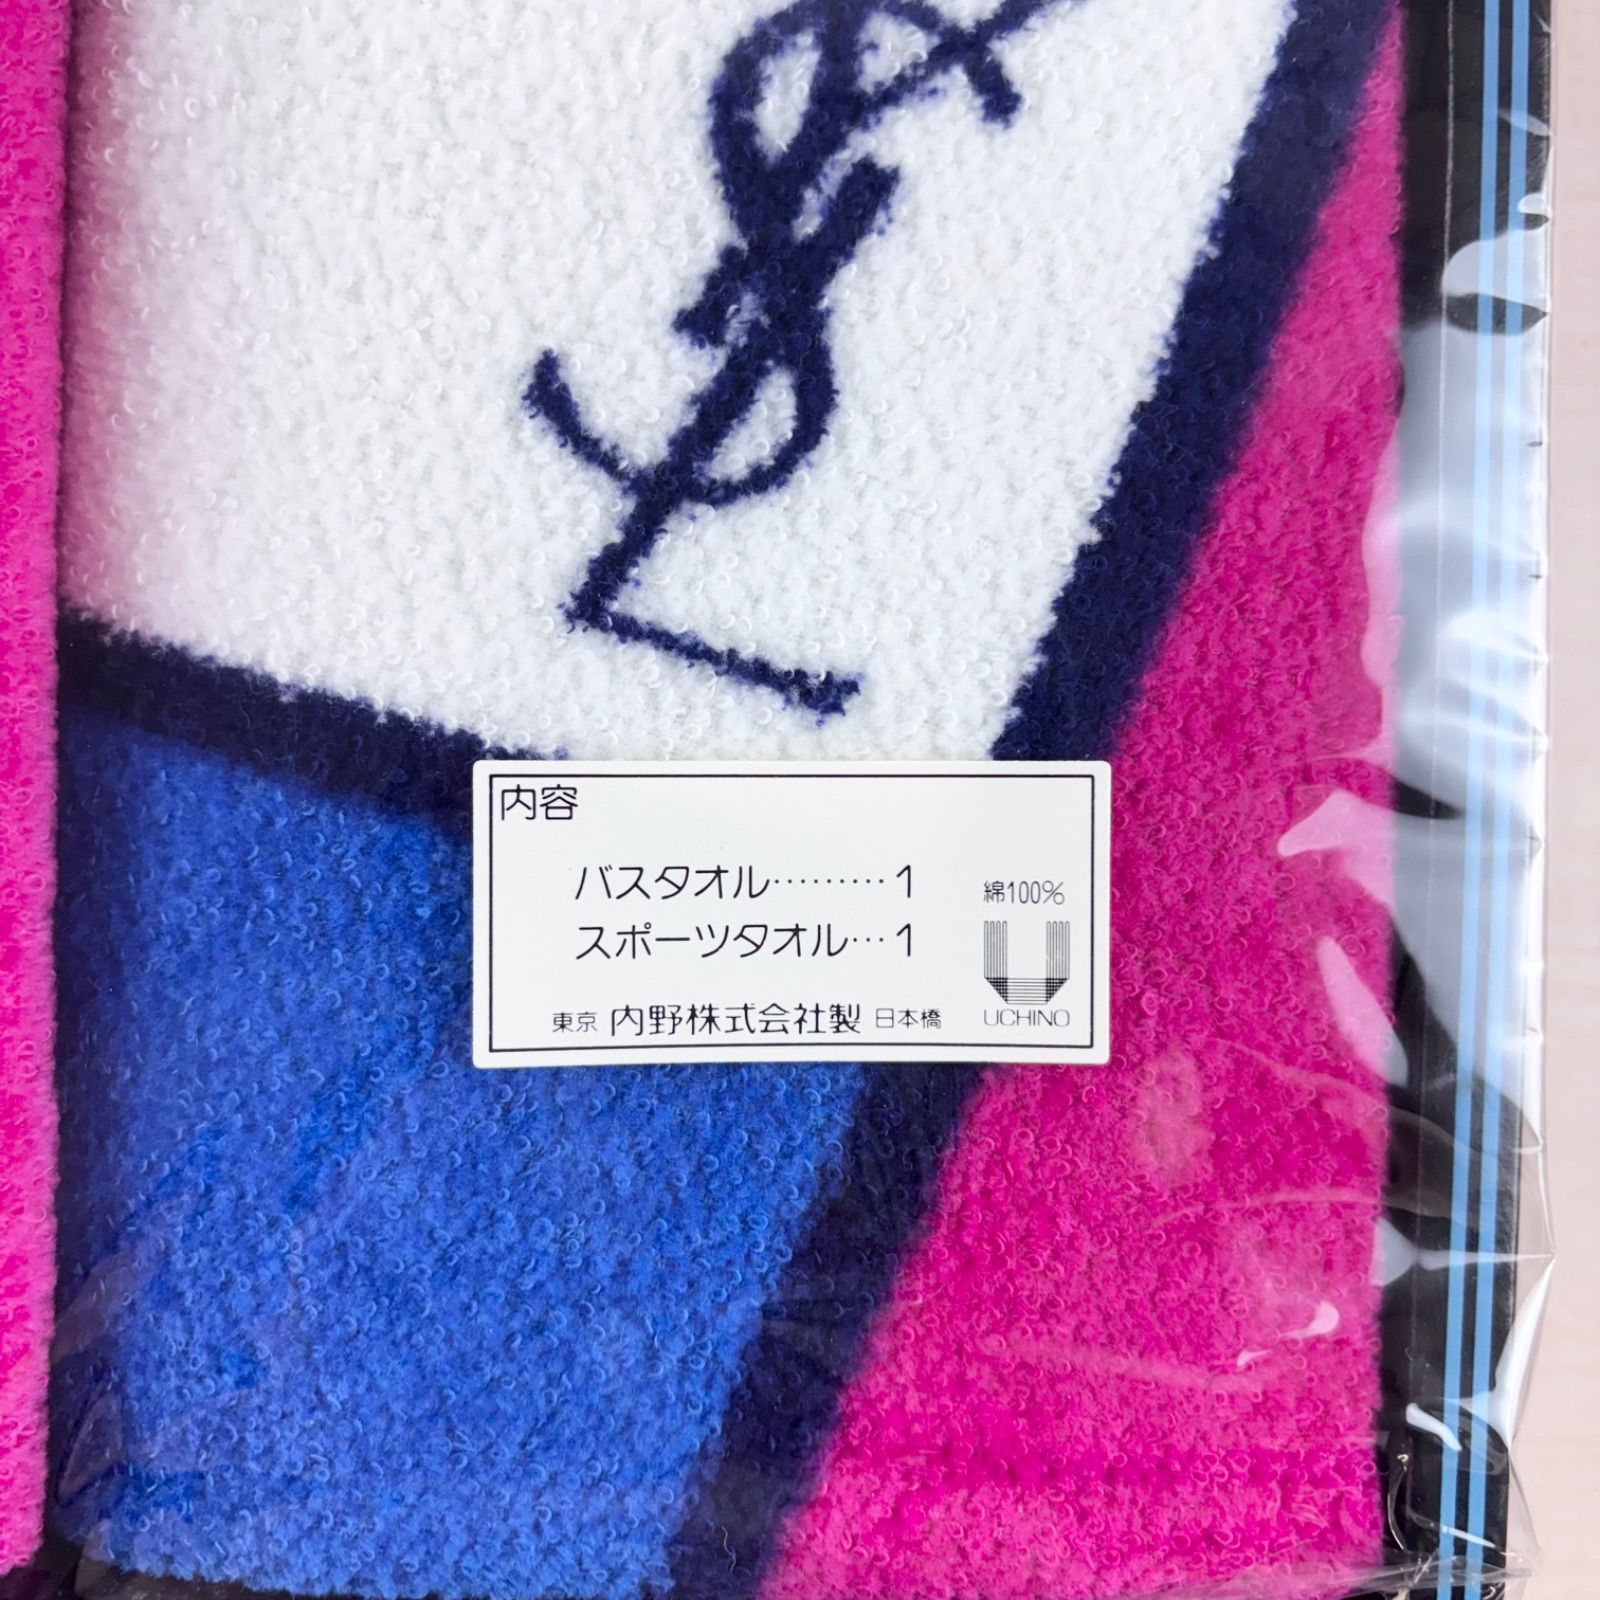 YSL
内容
バスタオル………1
スポーツタオル…1
綿100%
UCHINO
東京 内野株式会社製 日本橋